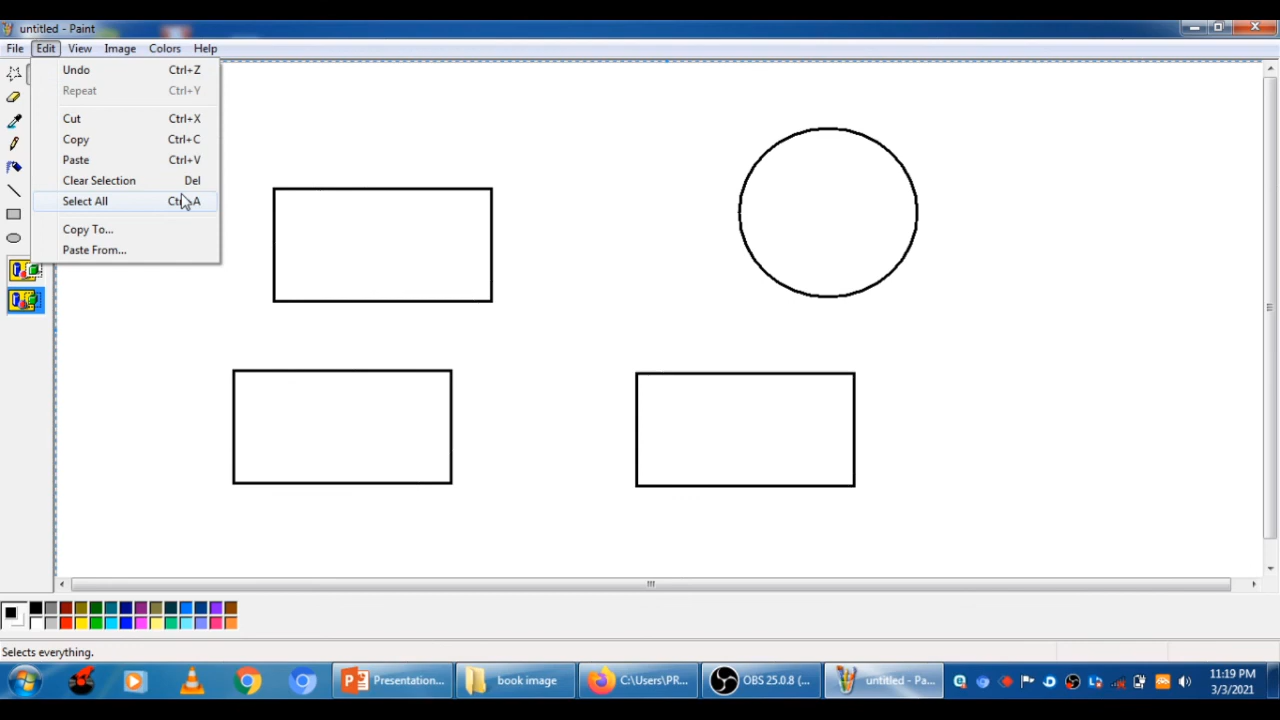 untitled - Paint
File Edit View Image Colors Help
Undo Ctrl+Z
Repeat Ctrl+Y
Cut Ctrl+X
Copy Ctrl+C
Paste Ctrl+V
Clear Selection Del
Select All
Copy To...
Paste From...
Selects everything.
Presentation... book image C:\Users\PR... OBS 25.0.8 (... untitled - Pa... 11:19 PM
3/3/2021